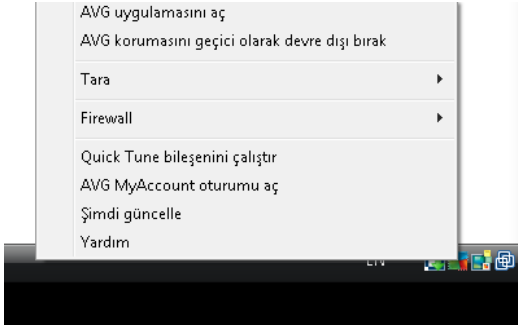 AVG uygulamasını aç
AVG korumasını geçici olarak devre dışı bırak
Tara
Firewall
Quick Tune bileşenini çalıştır
AVG MyAccount oturumu aç
Şimdi güncelle
Yardım
EN